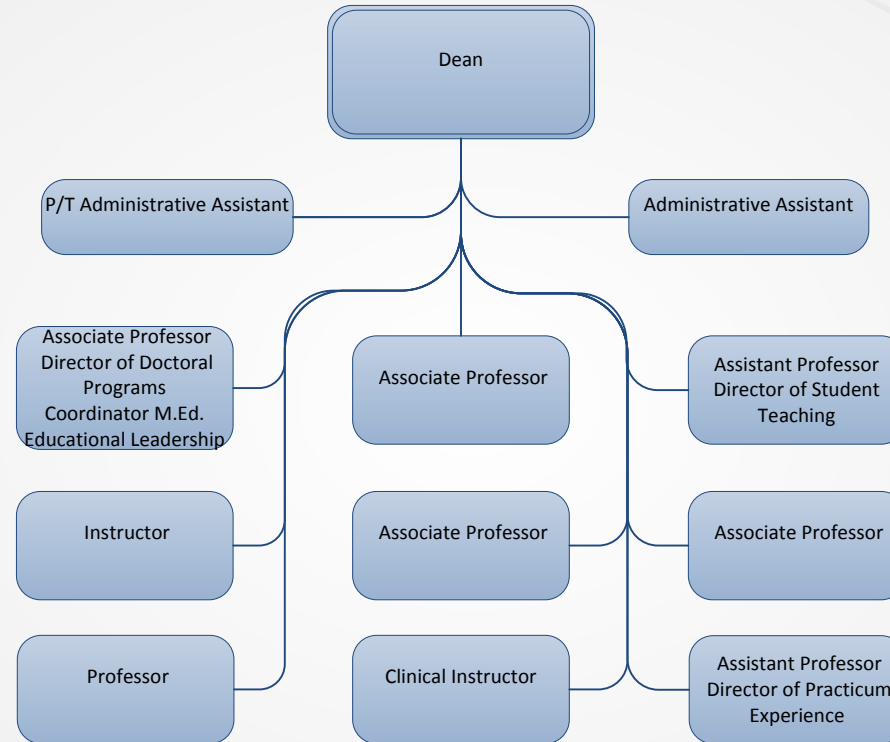 Dean
P/T Administrative Assistant
Administrative Assistant
Associate Professor
Director of Doctoral
Programs
Coordinator M.Ed.
Educational Leadership
Associate Professor
Assistant Professor
Director of Student
Teaching
Instructor
Associate Professor
Associate Professor
Professor
Clinical Instructor
Assistant Professor
Director of Practicum
Experience